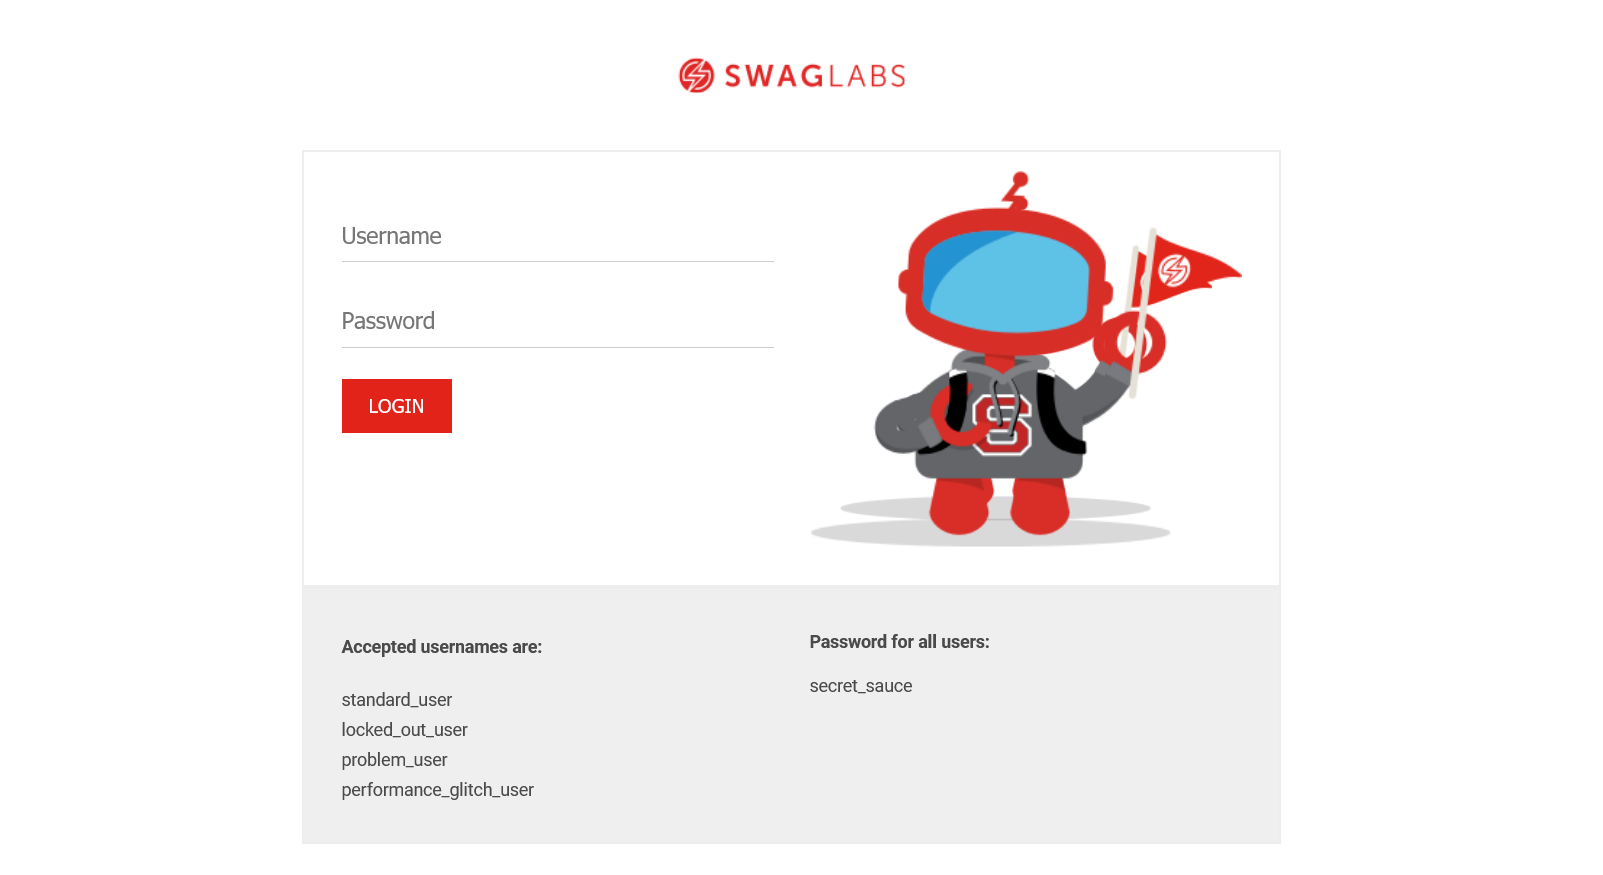 SWAGLABS
Username
Password
LOGIN
S
Accepted usernames are:
standard_user
locked_out_user
problem_user
performance_glitch_user
Password for all users:
secret_sauce